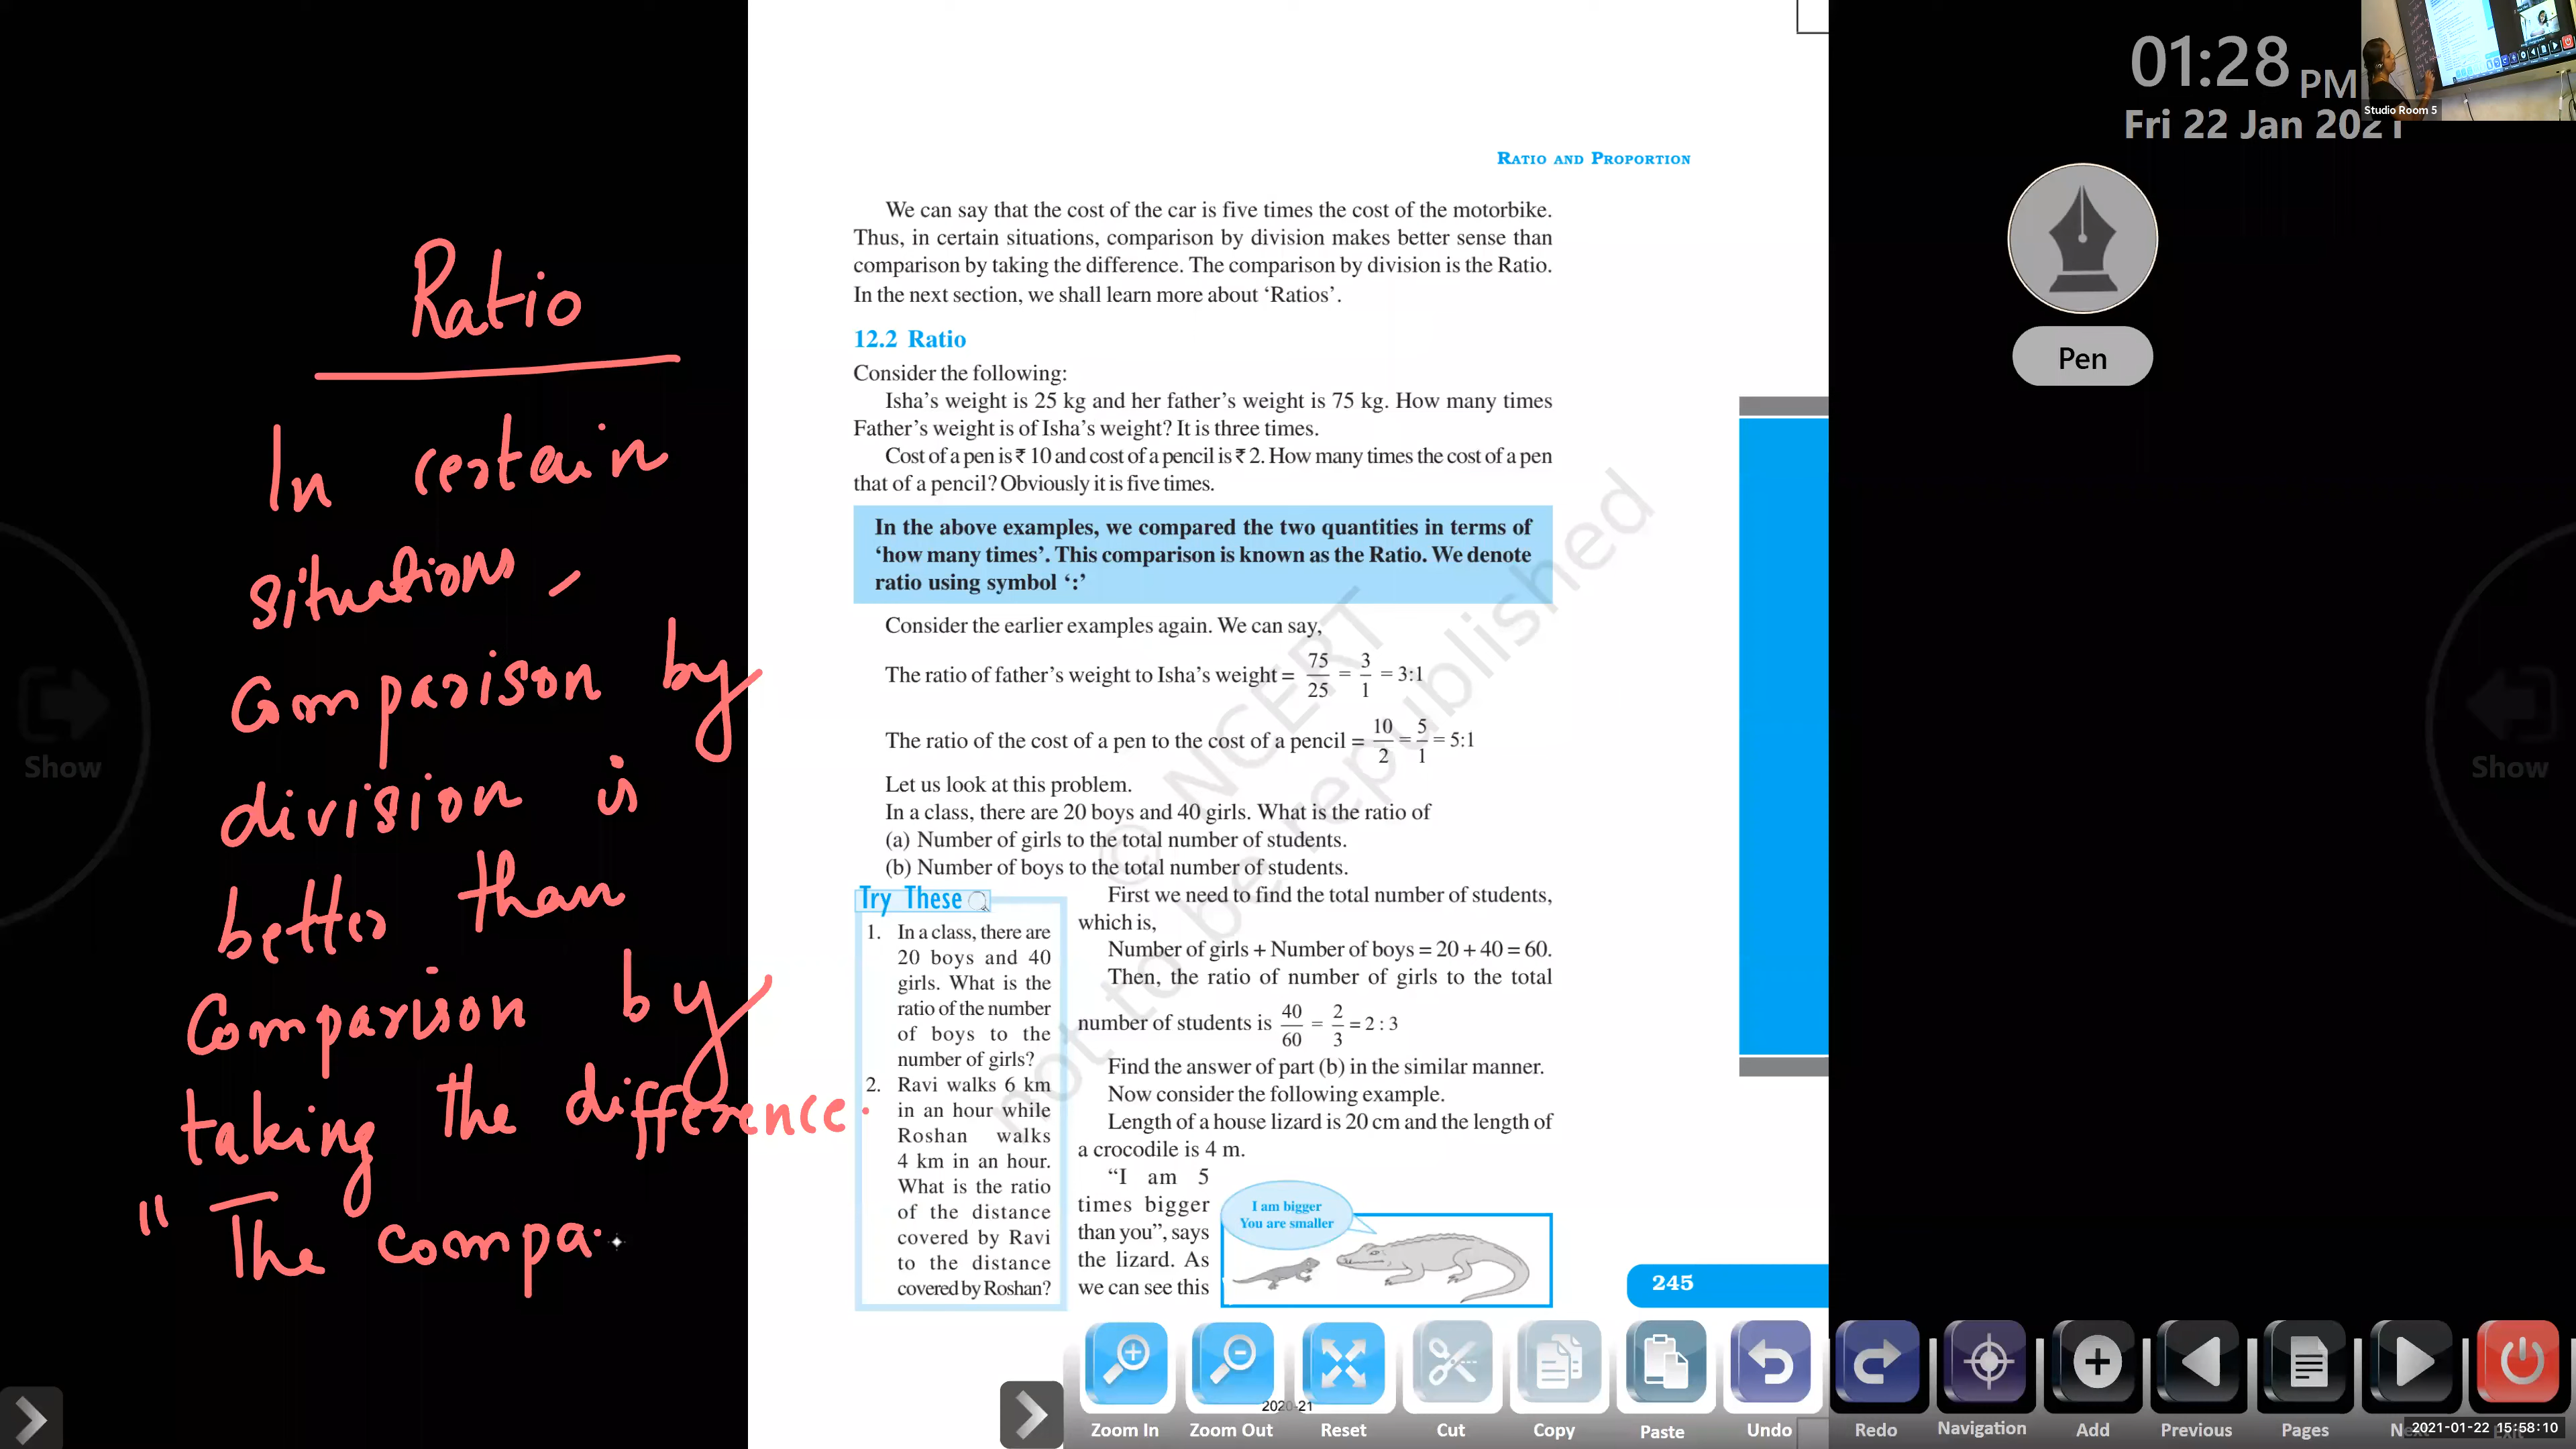 Ratio
In certain
situations,
comparison by
division is
better than
comparison by
taking the difference.
" The compa
RATIO AND PROPORTION
We can say that the cost of the car is five times the cost of the motorbike.
Thus, in certain situations, comparison by division makes better sense than
comparison by taking the difference. The comparison by division is the Ratio.
In the next section, we shall learn more about ‘Ratios’.
12.2 Ratio
Consider the following:
Isha’s weight is 25 kg and her father’s weight is 75 kg. How many times
Father’s weight is of Isha’s weight? It is three times.
Cost of a pen is ₹ 10 and cost of a pencil is ₹ 2. How many times the cost of a pen
that of a pencil? Obviously it is five times.
In the above examples, we compared the two quantities in terms of
‘how many times’. This comparison is known as the Ratio. We denote
ratio using symbol ‘:’
Consider the earlier examples again. We can say,
The ratio of father’s weight to Isha’s weight = 75/25 = 3/1 = 3:1
The ratio of the cost of a pen to the cost of a pencil = 10/2 = 5/1 = 5:1
Let us look at this problem.
In a class, there are 20 boys and 40 girls. What is the ratio of
(a) Number of girls to the total number of students.
(b) Number of boys to the total number of students.
First we need to find the total number of students,
which is,
Number of girls + Number of boys = 20 + 40 = 60.
Then, the ratio of number of girls to the total
number of students is 40/60 = 2/3 = 2 : 3
Find the answer of part (b) in the similar manner.
Now consider the following example.
Length of a house lizard is 20 cm and the length of
a crocodile is 4 m.
“I am 5
times bigger
than you”, says
the lizard. As
we can see this
I am bigger
You are smaller
Try These
1. In a class, there are
20 boys and 40
girls. What is the
ratio of the number
of boys to the
number of girls?
2. Ravi walks 6 km
in an hour while
Roshan walks
4 km in an hour.
What is the ratio
of the distance
covered by Ravi
to the distance
covered by Roshan?
© NCERT
not to be republished
245
2020-21
01:28 PM
Fri 22 Jan 2021
Studio Room 5
Pen
Show
Show
Zoom In
Zoom Out
Reset
Cut
Copy
Paste
Undo
Redo
Navigation
Add
Previous
Pages
2021-01-22 15:58:10